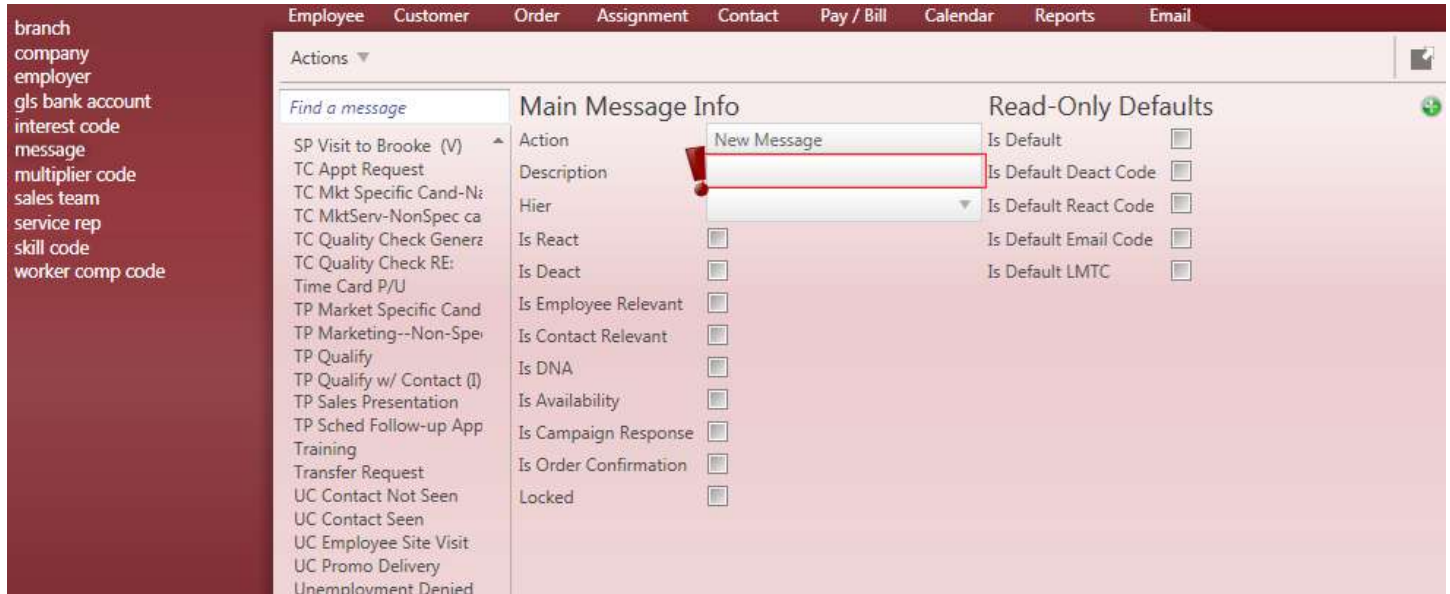 branch
company
employer
gls bank account
interest code
message
multiplier code
sales team
service rep
skill code
worker comp code
Employee Customer Order Assignment Contact Pay / Bill Calendar Reports Email
Actions
Find a message
SP Visit to Brooke (V)
TC Appt Request
TC Mkt Specific Cand-Na
TC MktServ-NonSpec ca
TC Quality Check Genera
TC Quality Check RE:
Time Card P/U
TP Market Specific Cand
TP Marketing--Non-Spe
TP Qualify
TP Qualify w/ Contact (I)
TP Sales Presentation
TP Sched Follow-up App
Training
Transfer Request
UC Contact Not Seen
UC Contact Seen
UC Employee Site Visit
UC Promo Delivery
Unemployment Denied
Main Message Info
Action New Message
Description
Hier
Is React
Is Deact
Is Employee Relevant
Is Contact Relevant
Is DNA
Is Availability
Is Campaign Response
Is Order Confirmation
Locked
Read-Only Defaults
Is Default
Is Default Deact Code
Is Default React Code
Is Default Email Code
Is Default LMTC